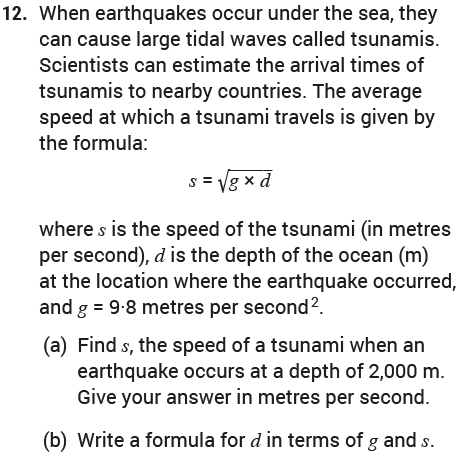 12. When earthquakes occur under the sea, they
can cause large tidal waves called tsunamis.
Scientists can estimate the arrival times of
tsunamis to nearby countries. The average
speed at which a tsunami travels is given by
the formula:
s = √g × d
where s is the speed of the tsunami (in metres
per second), d is the depth of the ocean (m)
at the location where the earthquake occurred,
and g = 9·8 metres per second².
(a) Find s, the speed of a tsunami when an
earthquake occurs at a depth of 2,000 m.
Give your answer in metres per second.
(b) Write a formula for d in terms of g and s.